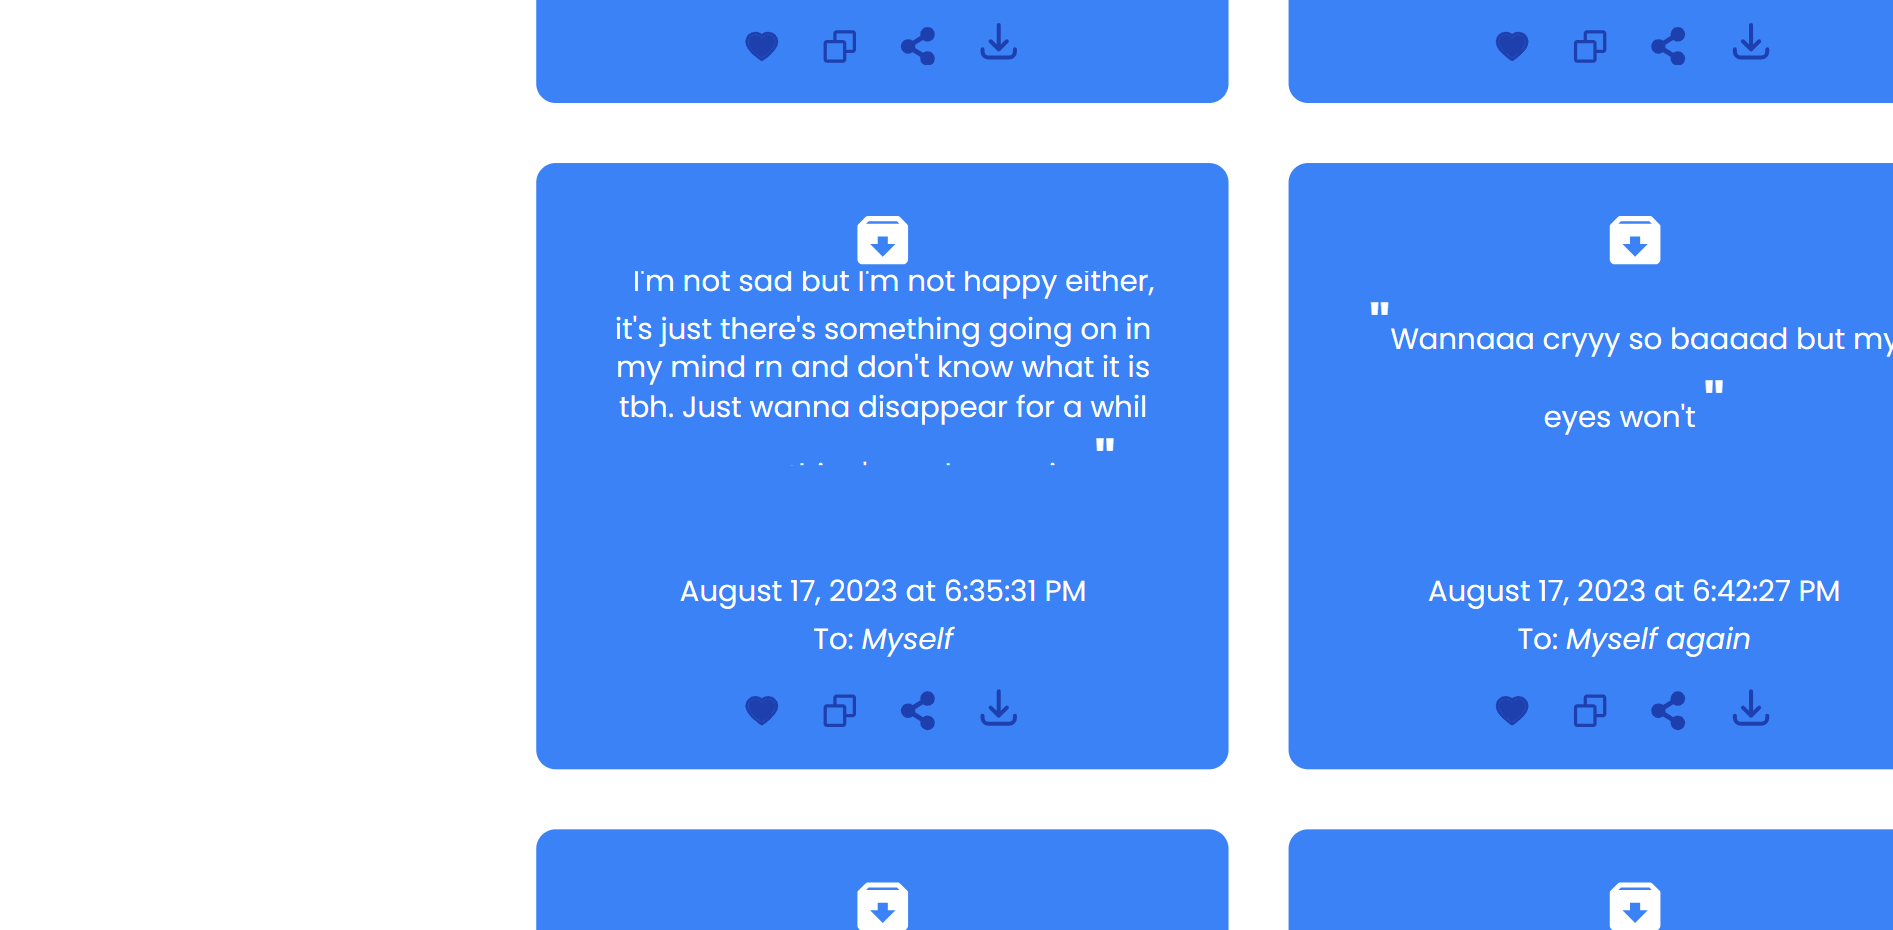 I'm not sad but I'm not happy either,
it's just there's something going on in
my mind rn and don't know what it is
tbh. Just wanna disappear for a whil
"
August 17, 2023 at 6:35:31 PM
To: Myself
"Wannaaa cryyy so baaaad but my
eyes won't "
August 17, 2023 at 6:42:27 PM
To: Myself again